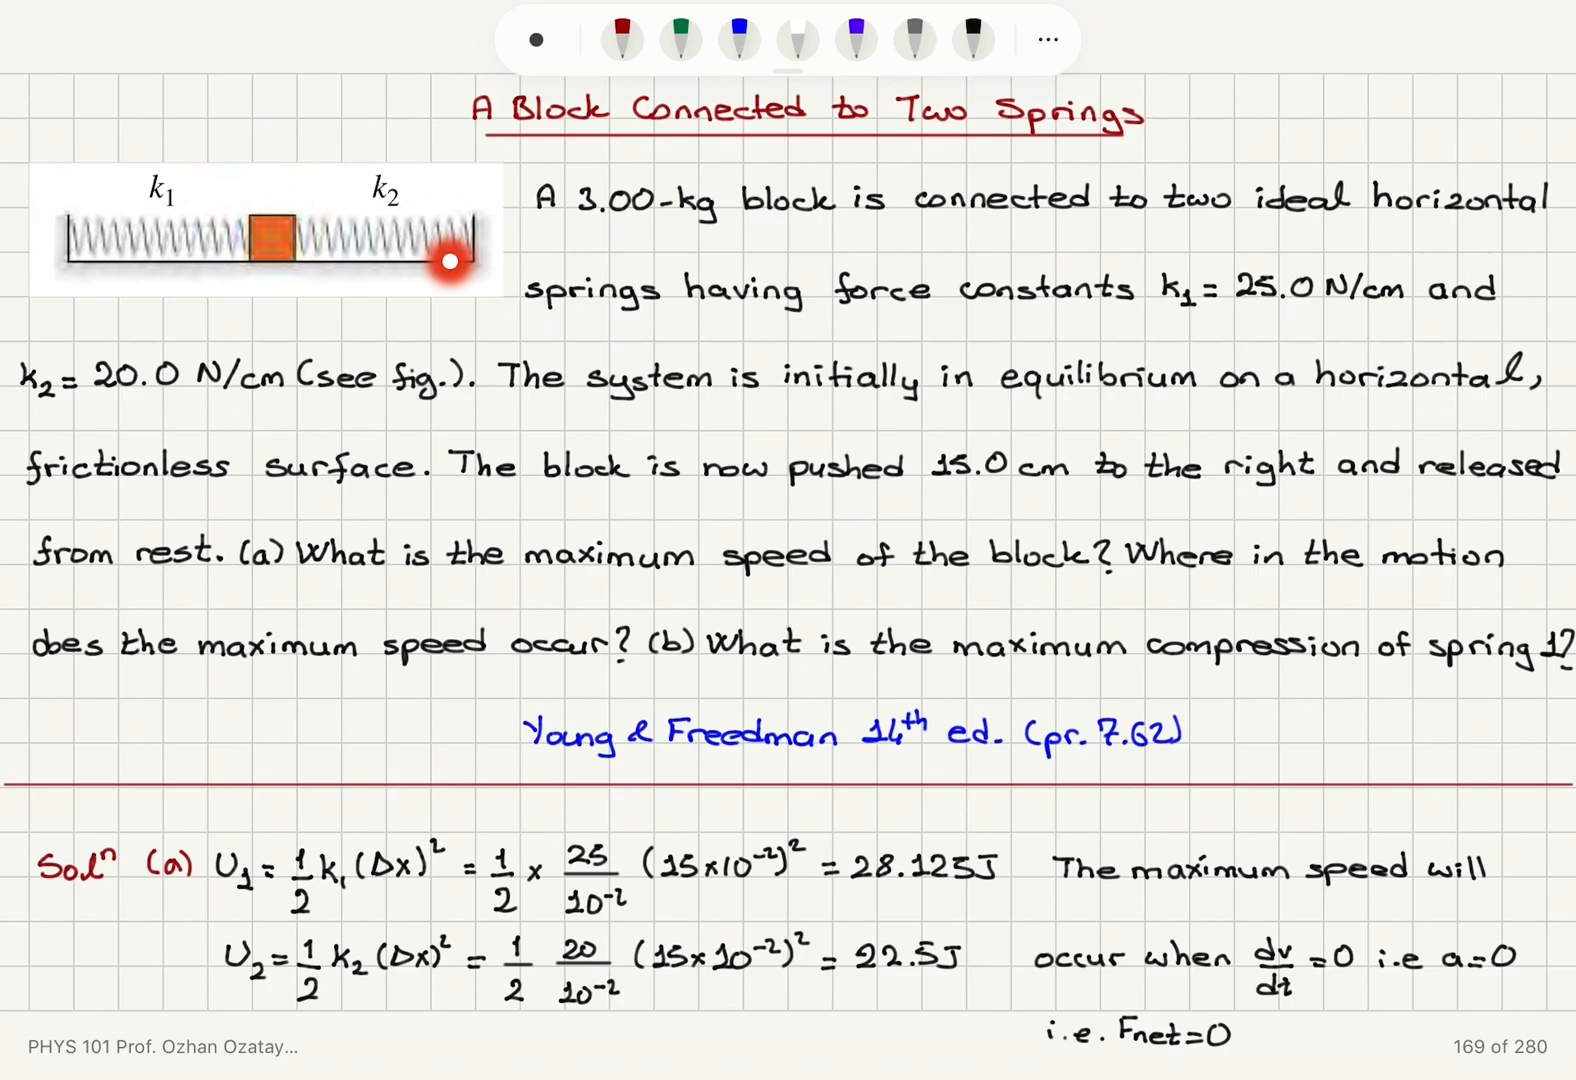 A Block Connected to Two Springs
k1 k2
A 3.00-kg block is connected to two ideal horizontal
springs having force constants k1 = 25.0 N/cm and
k2 = 20.0 N/cm (see fig.). The system is initially in equilibrium on a horizontal,
frictionless surface. The block is now pushed 15.0 cm to the right and released
from rest. (a) What is the maximum speed of the block? Where in the motion
does the maximum speed occur? (b) What is the maximum compression of spring 1?
Young & Freedman 14th ed. (pr. 7.62)
Solⁿ (a) U1 = 1/2 k1 (Δx)² = 1/2 x 25/10⁻² (15x10⁻²)² = 28.125J The maximum speed will
U2 = 1/2 k2 (Δx)² = 1/2 20/10⁻² (15x10⁻²)² = 22.5J occur when dv/dt = 0 i.e a=0
i.e. Fnet=0
PHYS 101 Prof. Ozhan Ozatay... 169 of 280